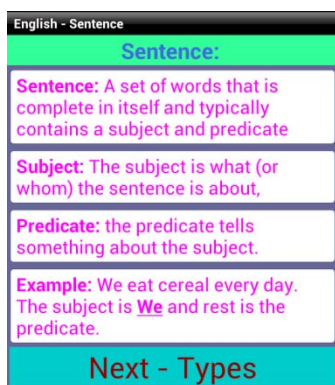 English - Sentence
Sentence:
Sentence: A set of words that is
complete in itself and typically
contains a subject and predicate
Subject: The subject is what (or
whom) the sentence is about,
Predicate: the predicate tells
something about the subject.
Example: We eat cereal every day.
The subject is We and rest is the
predicate.
Next - Types